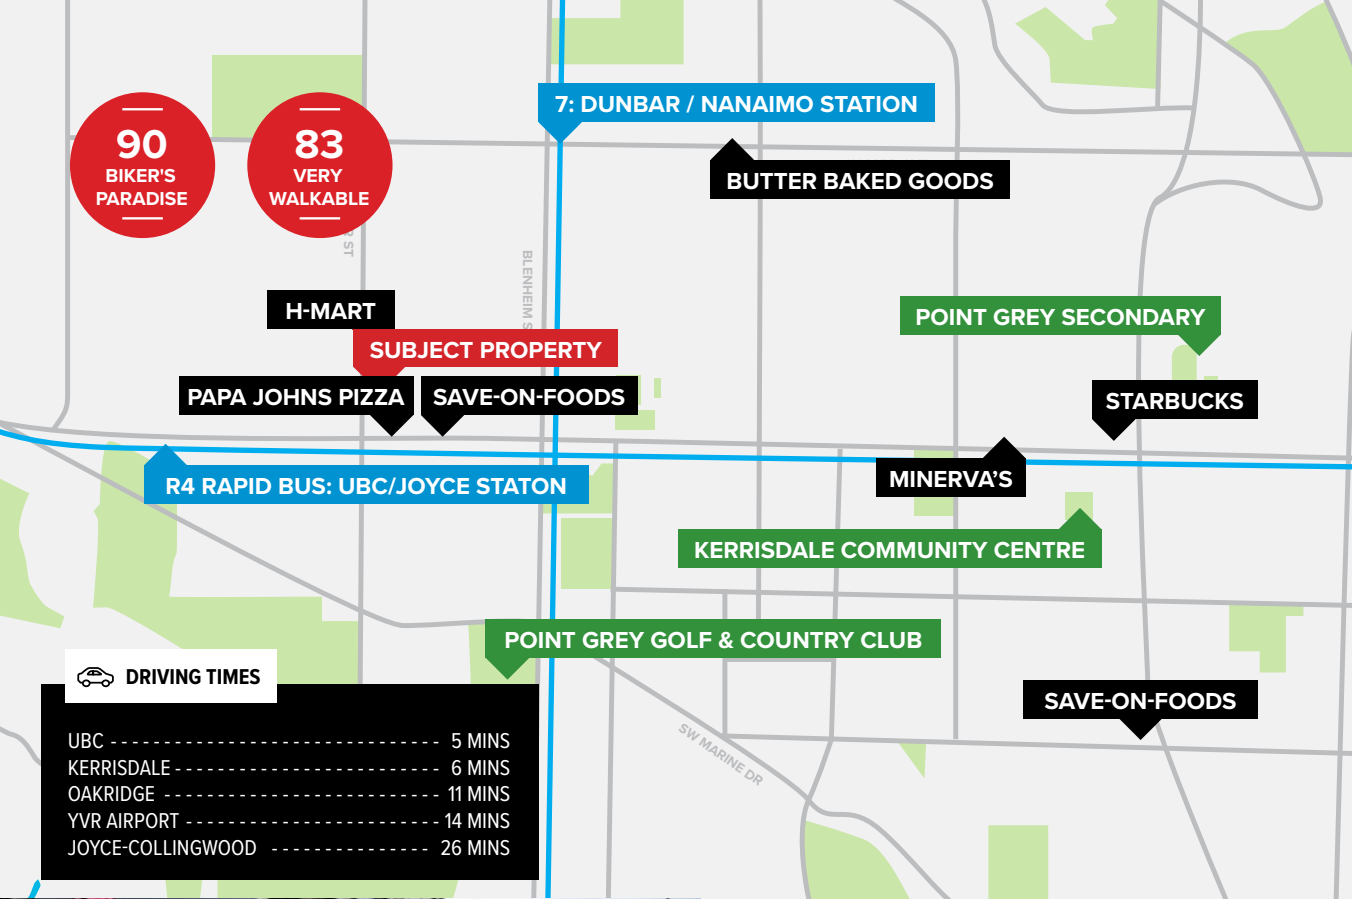 7: DUNBAR / NANAIMO STATION
90
BIKER'S
PARADISE
83
VERY
WALKABLE
BUTTER BAKED GOODS
ST
BLENHEIM
H-MART
POINT GREY SECONDARY
SUBJECT PROPERTY
PAPA JOHNS PIZZA
SAVE-ON-FOODS
STARBUCKS
MINERVA'S
R4 RAPID BUS: UBC/JOYCE STATON
KERRISDALE COMMUNITY CENTRE
POINT GREY GOLF & COUNTRY CLUB
SAVE-ON-FOODS
SW MARINE DR
DRIVING TIMES
UBC - - - - - - - - - - - - - - - - - - - - - - - - - - - - - - - 5 MINS
KERRISDALE - - - - - - - - - - - - - - - - - - - - - - - - - 6 MINS
OAKRIDGE - - - - - - - - - - - - - - - - - - - - - - - - - - 11 MINS
YVR AIRPORT - - - - - - - - - - - - - - - - - - - - - - - - 14 MINS
JOYCE-COLLINGWOOD - - - - - - - - - - - - - - - 26 MINS